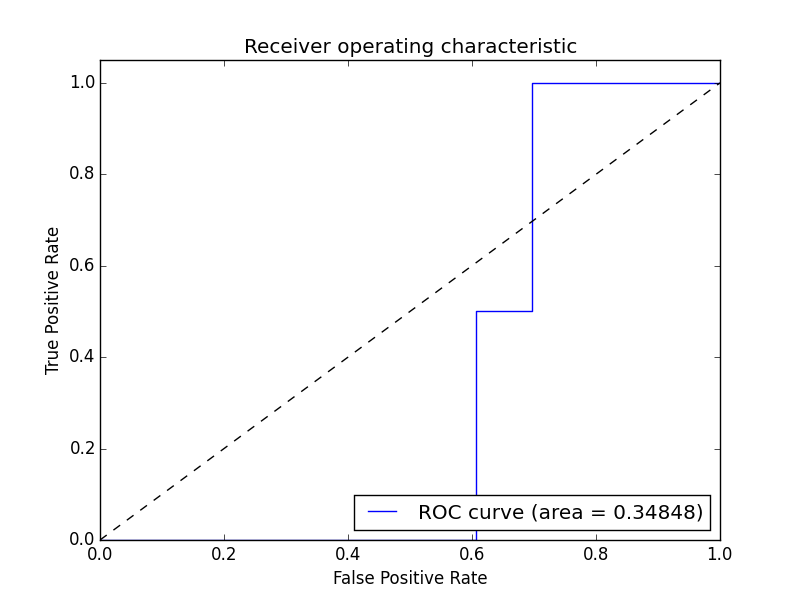 Receiver operating characteristic
1.0
0.8
0.6
0.4
0.2
0.0
True Positive Rate
ROC curve (area = 0.34848)
0.0 0.2 0.4 0.6 0.8 1.0
False Positive Rate